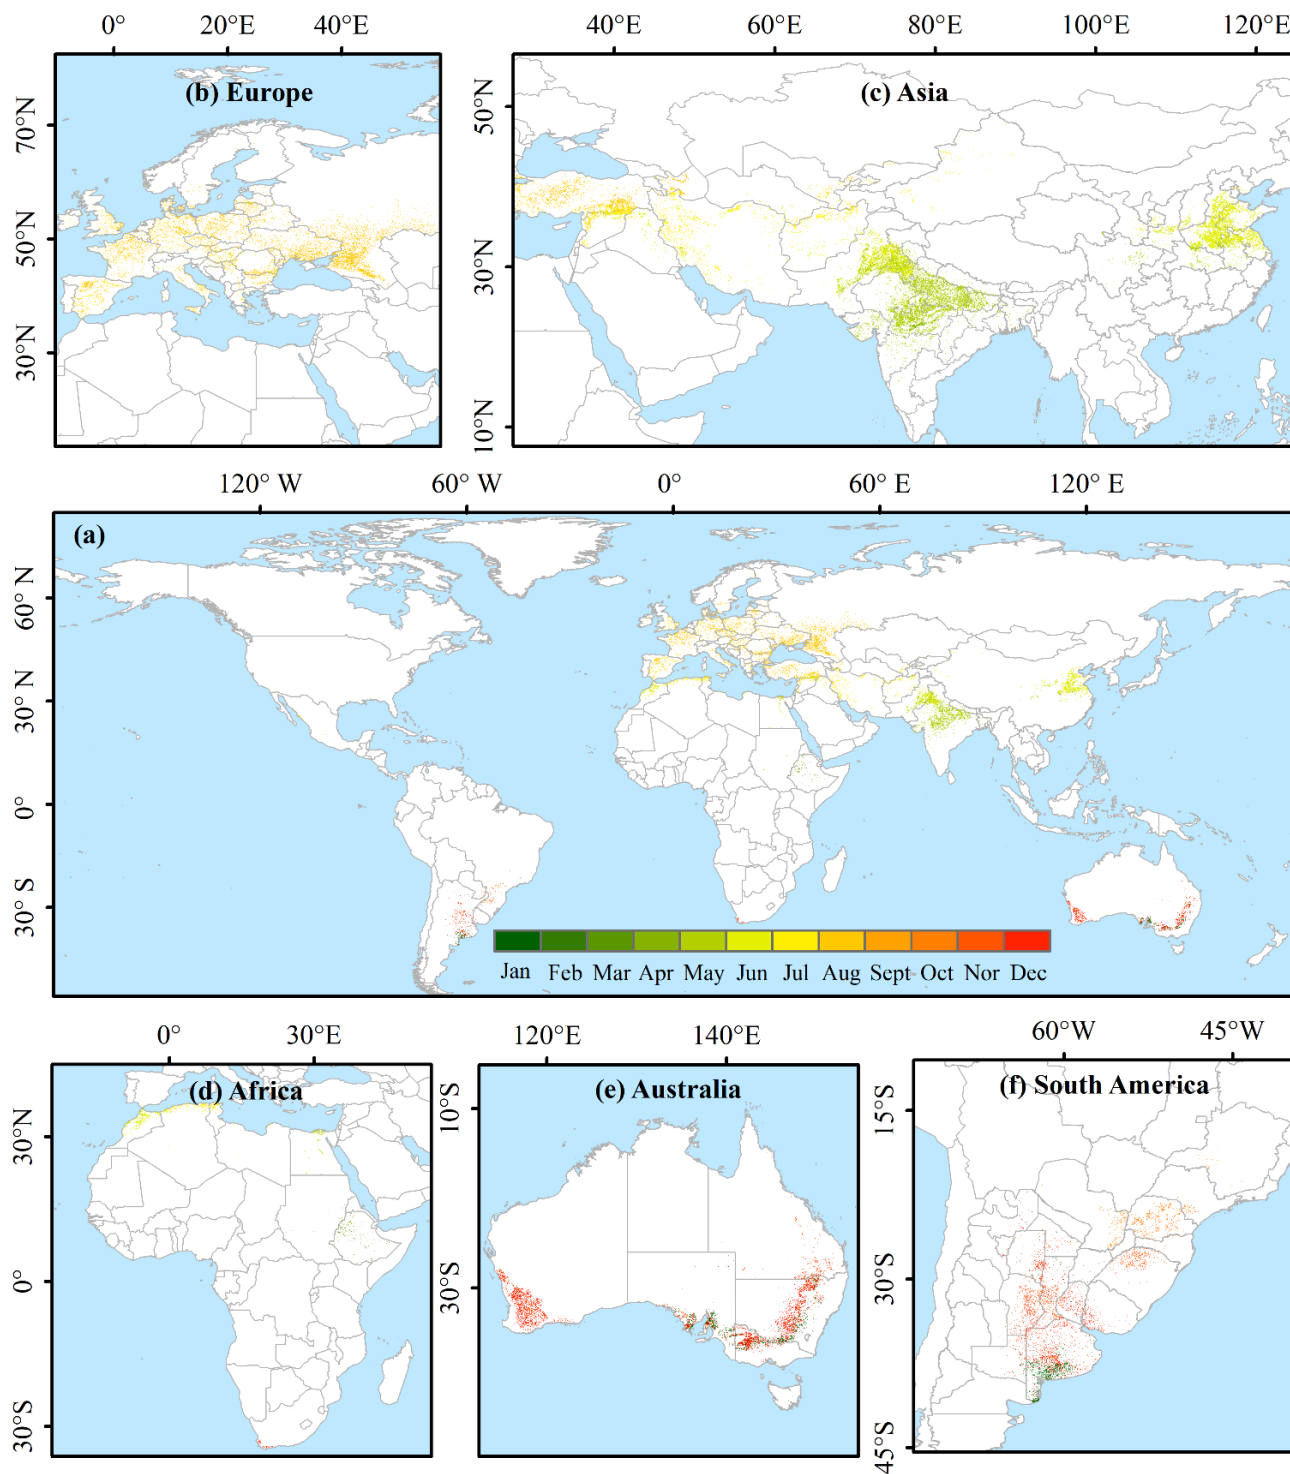 0° 20°E 40°E
40°E 60°E 80°E 100°E 120°E
(b) Europe
70°N
50°N
30°N
(c) Asia
50°N
30°N
10°N
120° W 60° W 0° 60° E 120° E
(a)
60° N
30° N
0°
30° S
Jan Feb Mar Apr May Jun Jul Aug Sept Oct Nor Dec
0° 30°E
(d) Africa
30°N
0°
30°S
120°E 140°E
(e) Australia
10°S
30°S
60°W 45°W
(f) South America
15°S
30°S
45°S